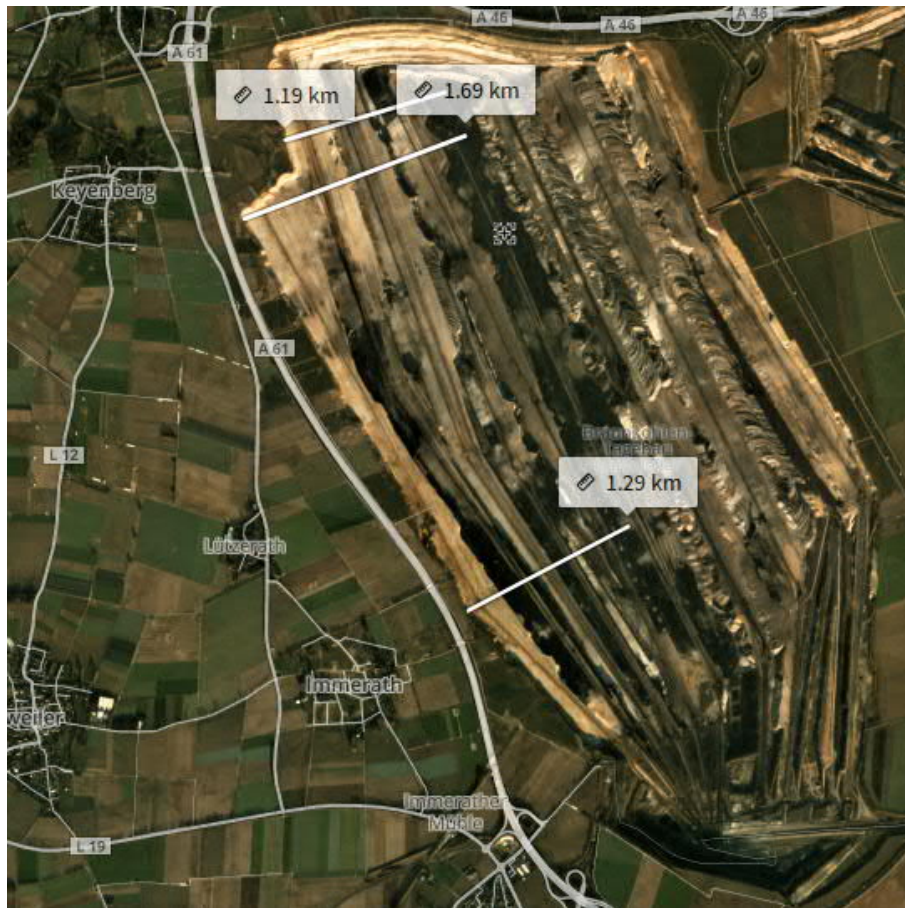 A 46
A 46
A 46
A 61
1.19 km
1.69 km
Keyenberg
A 61
L 12
1.29 km
Lützerath
Immerath
weiler
Immerather
Mühle
L 19